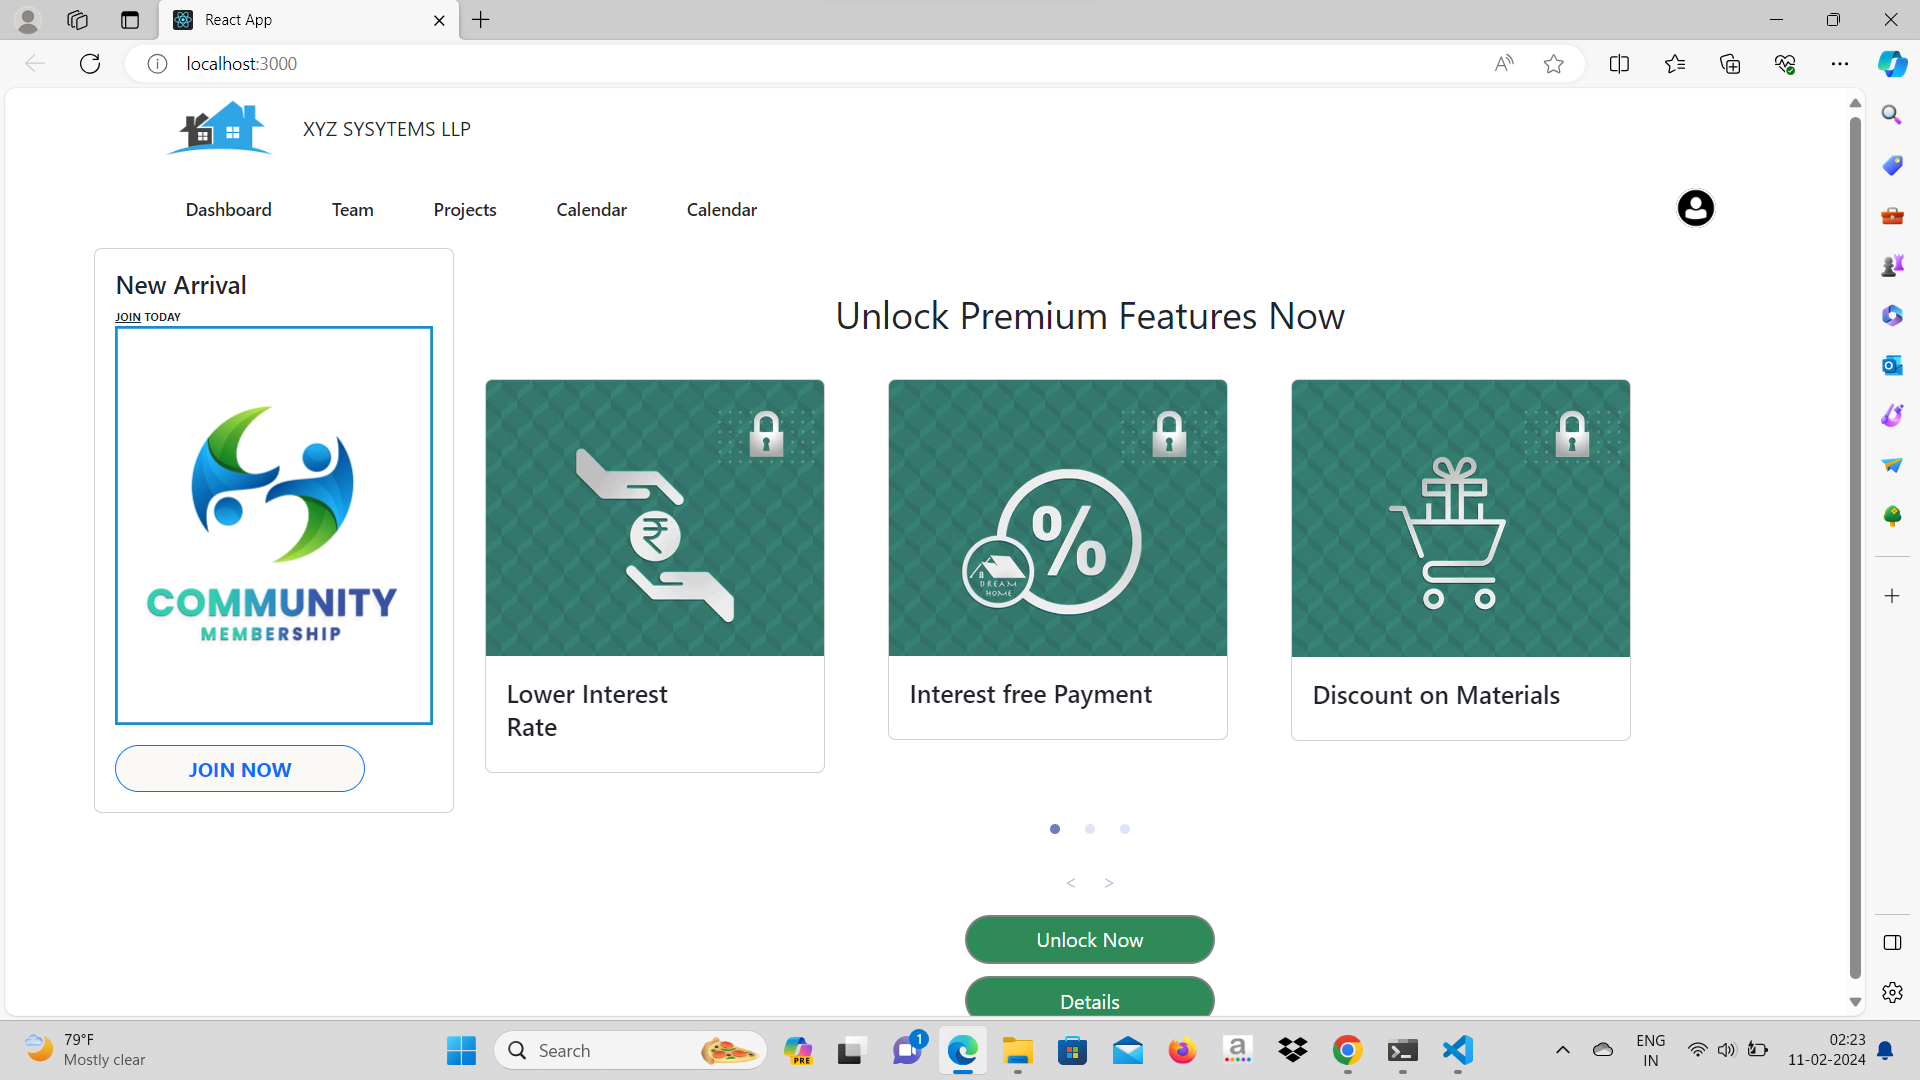 React App
localhost:3000
XYZ SYSYTEMS LLP
Dashboard Team Projects Calendar Calendar
New Arrival
JOIN TODAY
COMMUNITY
MEMBERSHIP
JOIN NOW
Unlock Premium Features Now
₹
Lower Interest
Rate
%
DREAM
HOME
Interest free Payment
Discount on Materials
< >
Unlock Now
Details
79°F
Mostly clear
Search
PRE
1
a
ENG
IN
02:23
11-02-2024